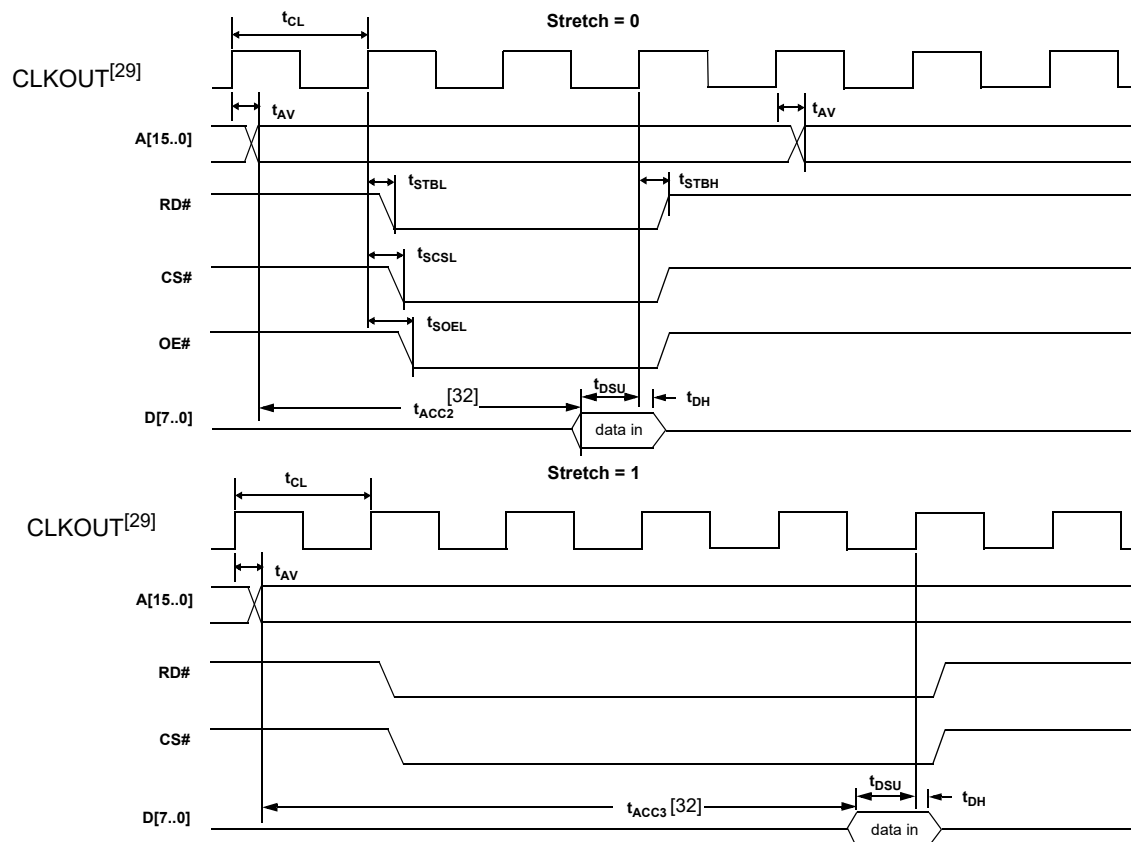 Stretch = 0
tCL
CLKOUT[29]
tAV
tAV
A[15..0]
tSTBL
tSTBH
RD#
tSCSL
CS#
tSOEL
OE#
tDSU
tDH
tACC2 [32]
D[7..0]
data in
Stretch = 1
tCL
CLKOUT[29]
tAV
A[15..0]
RD#
CS#
tDSU
tDH
tACC3 [32]
D[7..0]
data in